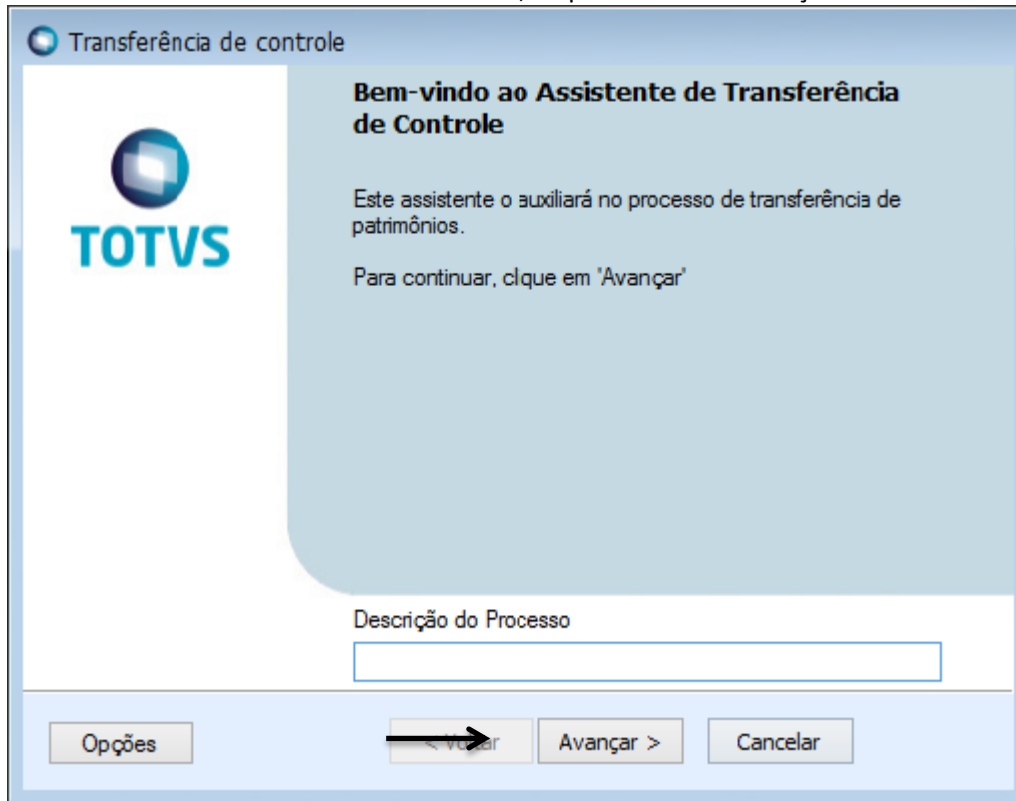 Transferência de controle
Bem-vindo ao Assistente de Transferência
de Controle
Este assistente o auxiliará no processo de transferência de
patrimônios.
Para continuar, clique em 'Avançar'
TOTVS
Descrição do Processo
Opções
< Voltar
Avançar >
Cancelar